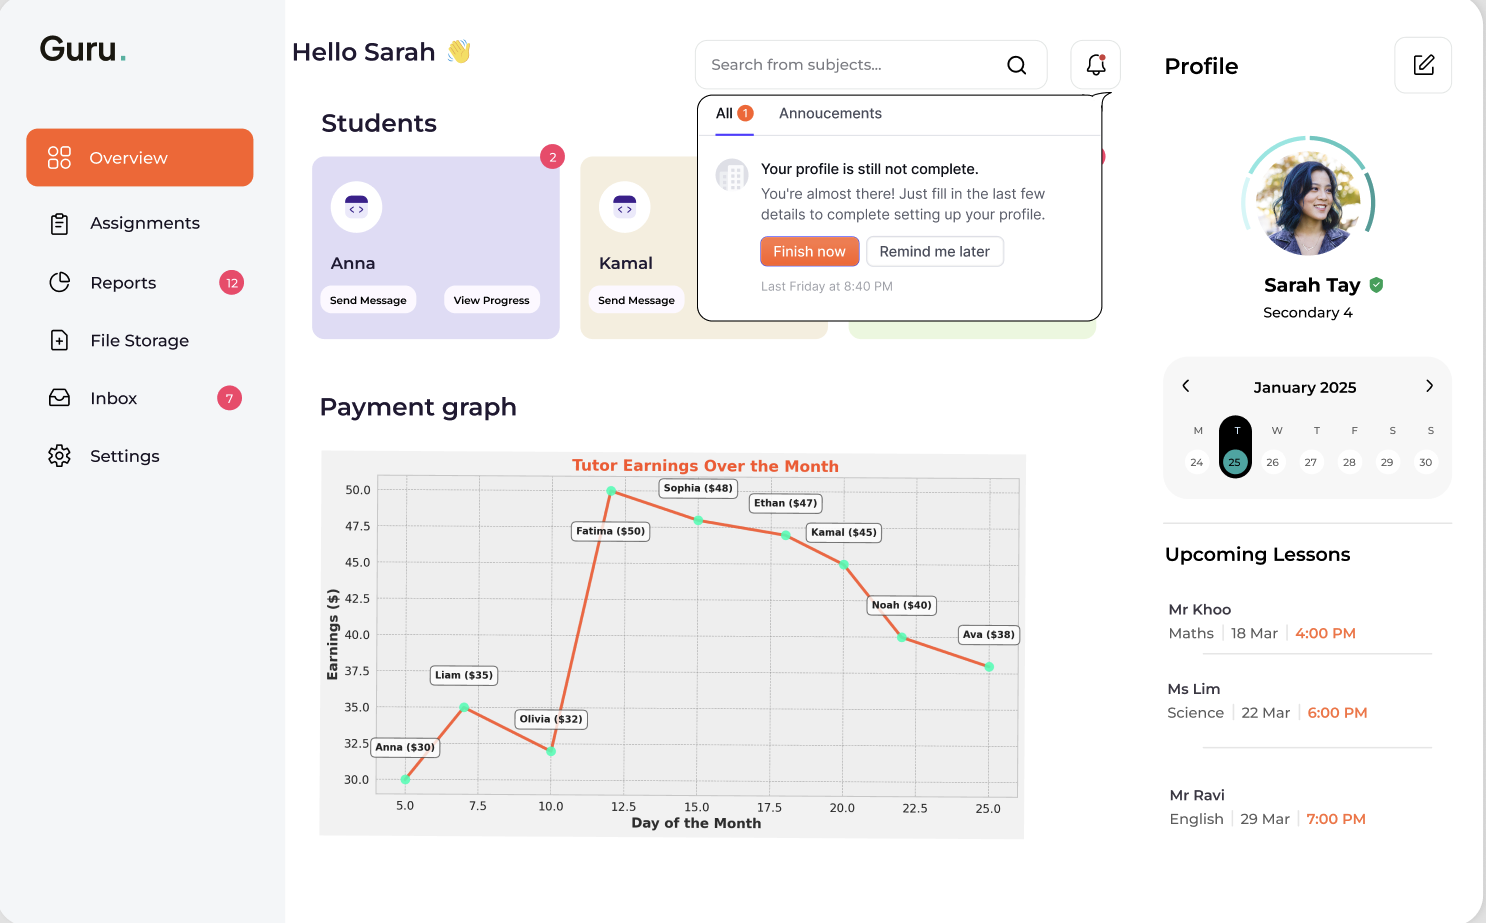 Guru.
Overview
Assignments
Reports
12
File Storage
Inbox
7
Settings
Hello Sarah 👋
Search from subjects...
Students
2
Anna
Send Message
View Progress
Kamal
Send Message
All 1
Annoucements
Your profile is still not complete.
You're almost there! Just fill in the last few
details to complete setting up your profile.
Finish now
Remind me later
Last Friday at 8:40 PM
Payment graph
Tutor Earnings Over the Month
Earnings ($)
50.0
47.5
45.0
42.5
40.0
37.5
35.0
32.5
30.0
Anna ($30)
Liam ($35)
Olivia ($32)
Fatima ($50)
Sophia ($48)
Ethan ($47)
Kamal ($45)
Noah ($40)
Ava ($38)
5.0 7.5 10.0 12.5 15.0 17.5 20.0 22.5 25.0
Day of the Month
Profile
Sarah Tay
Secondary 4
January 2025
M T W T F S S
24 25 26 27 28 29 30
Upcoming Lessons
Mr Khoo
Maths | 18 Mar | 4:00 PM
Ms Lim
Science | 22 Mar | 6:00 PM
Mr Ravi
English | 29 Mar | 7:00 PM